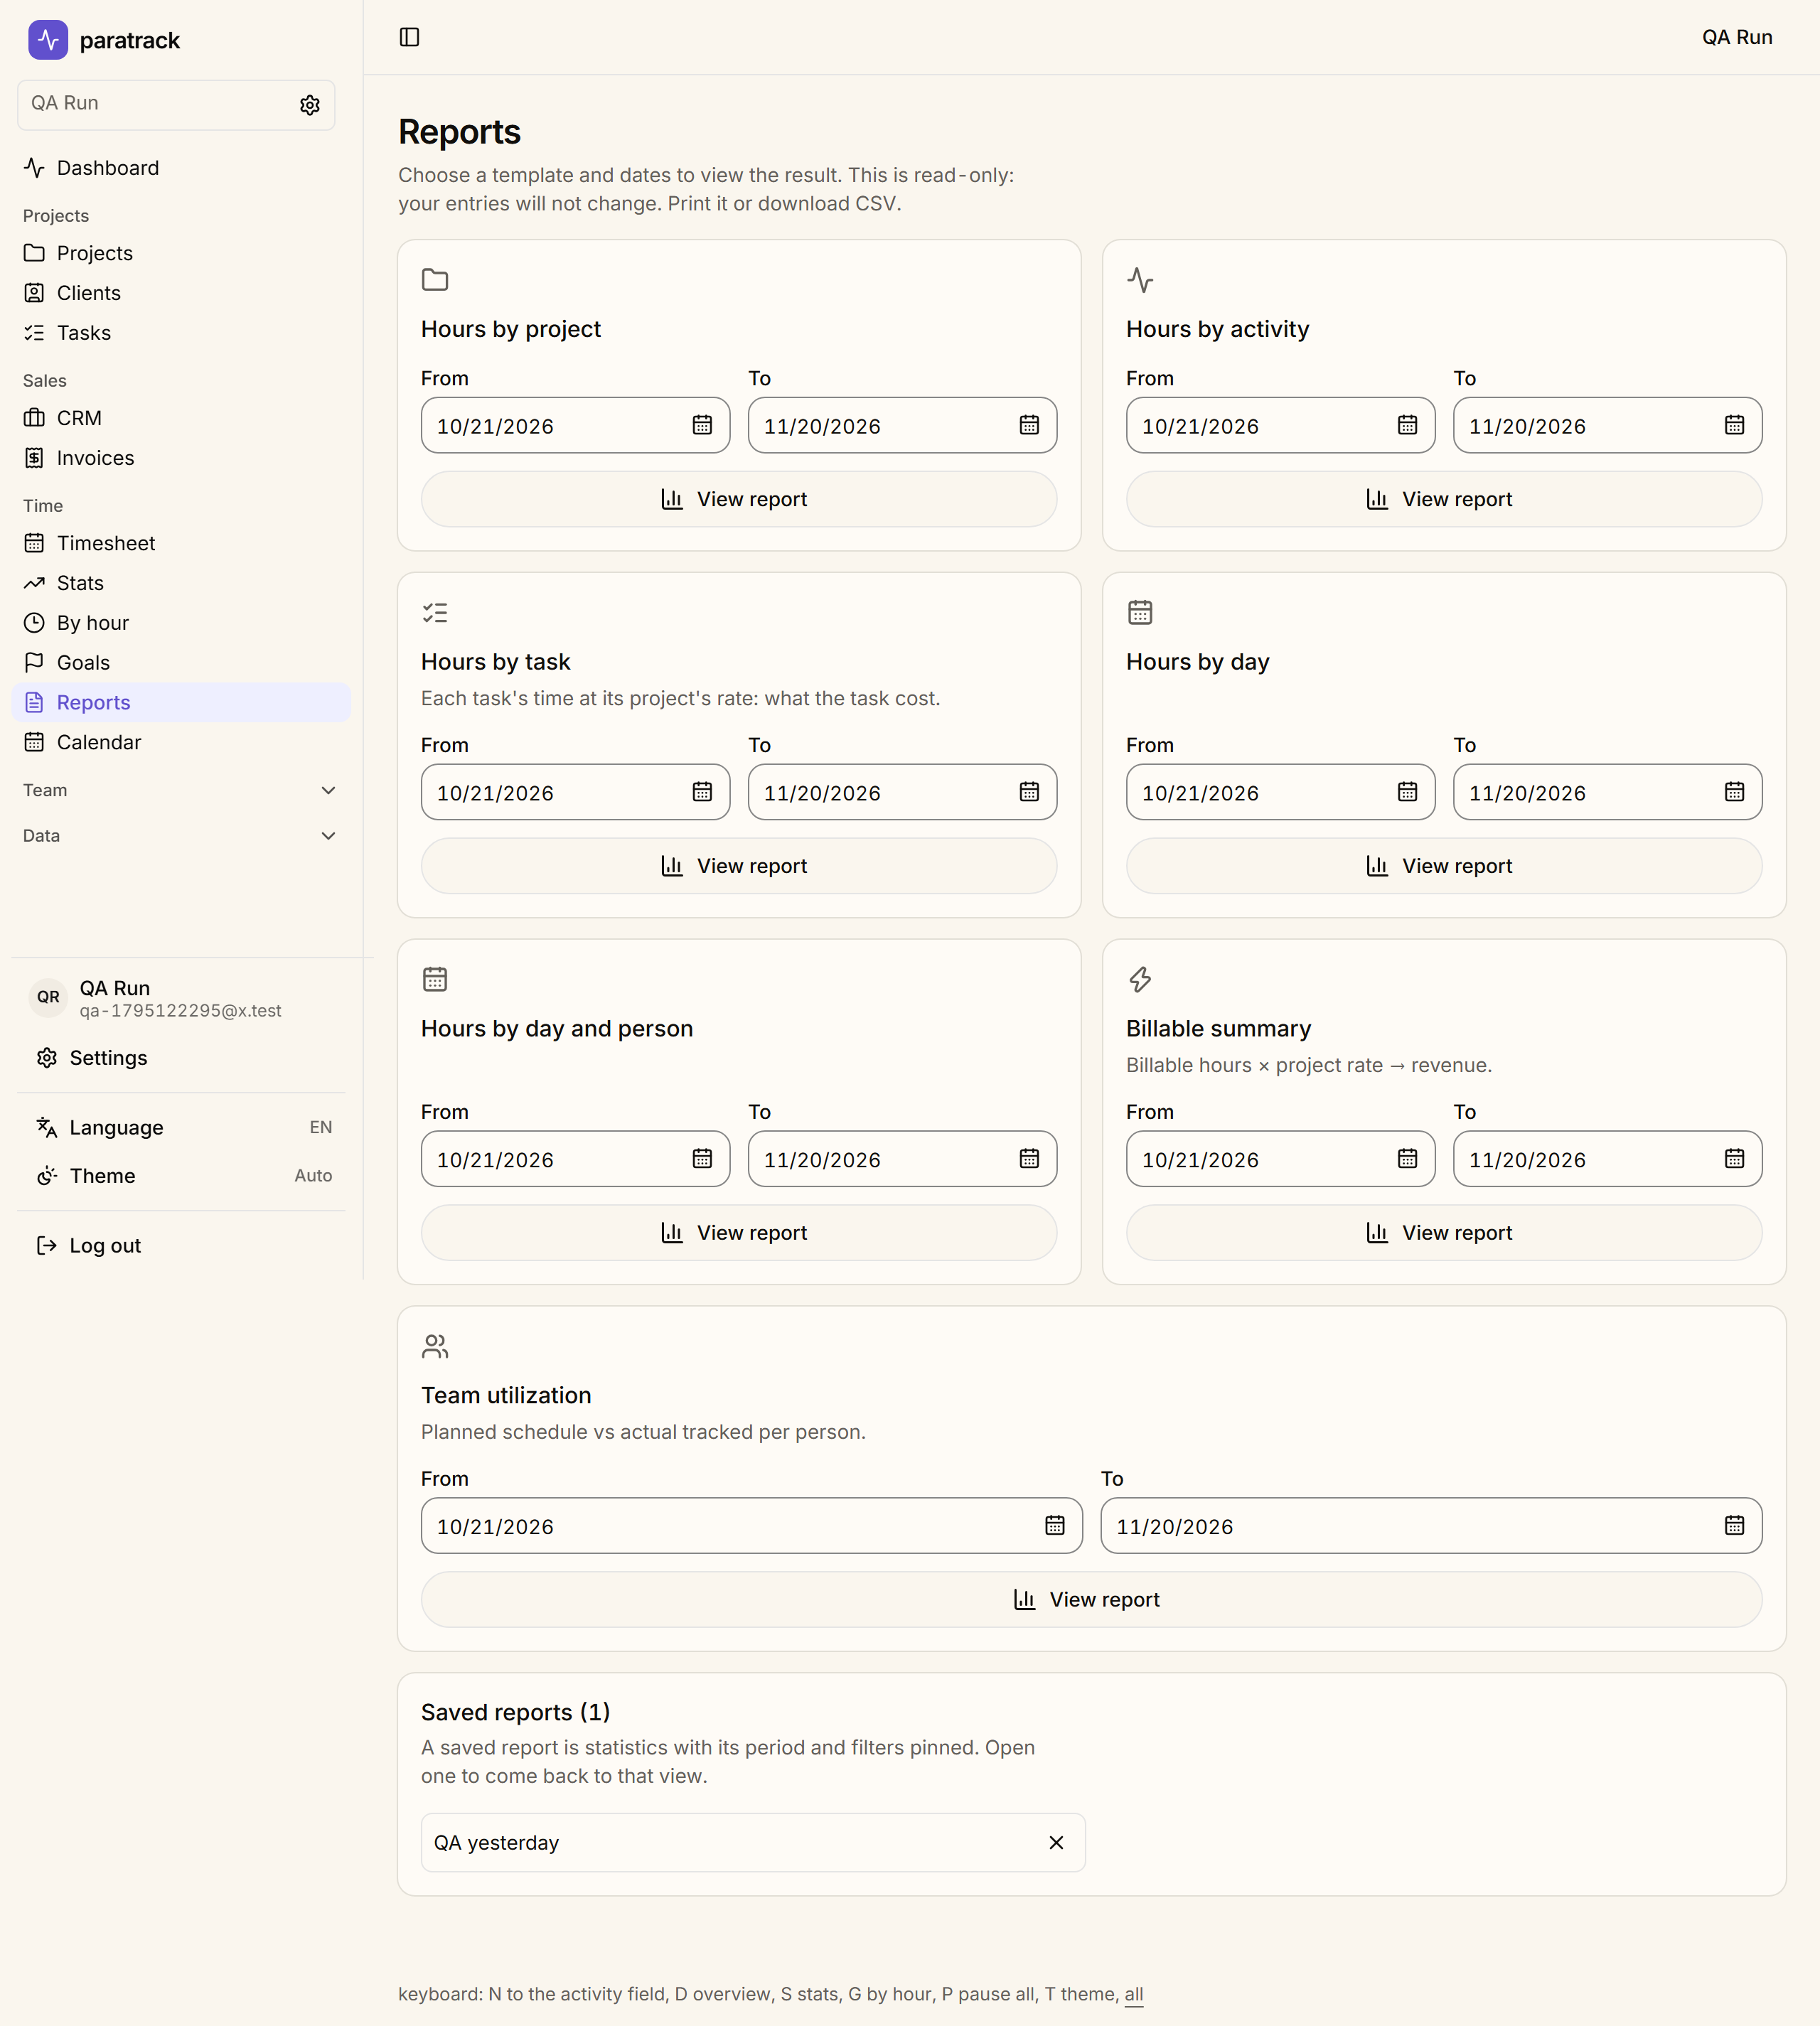 paratrack
QA Run
QA Run
Dashboard
Projects
Projects
Clients
Tasks
Sales
CRM
Invoices
Time
Timesheet
Stats
By hour
Goals
Reports
Calendar
Team
Data
QR
QA Run
qa-1795122295@x.test
Settings
Language EN
Theme Auto
Log out
Reports
Choose a template and dates to view the result. This is read-only:
your entries will not change. Print it or download CSV.
Hours by project
From To
10/21/2026 11/20/2026
View report
Hours by activity
From To
10/21/2026 11/20/2026
View report
Hours by task
Each task's time at its project's rate: what the task cost.
From To
10/21/2026 11/20/2026
View report
Hours by day
From To
10/21/2026 11/20/2026
View report
Hours by day and person
From To
10/21/2026 11/20/2026
View report
Billable summary
Billable hours × project rate → revenue.
From To
10/21/2026 11/20/2026
View report
Team utilization
Planned schedule vs actual tracked per person.
From To
10/21/2026 11/20/2026
View report
Saved reports (1)
A saved report is statistics with its period and filters pinned. Open
one to come back to that view.
QA yesterday
keyboard: N to the activity field, D overview, S stats, G by hour, P pause all, T theme, all